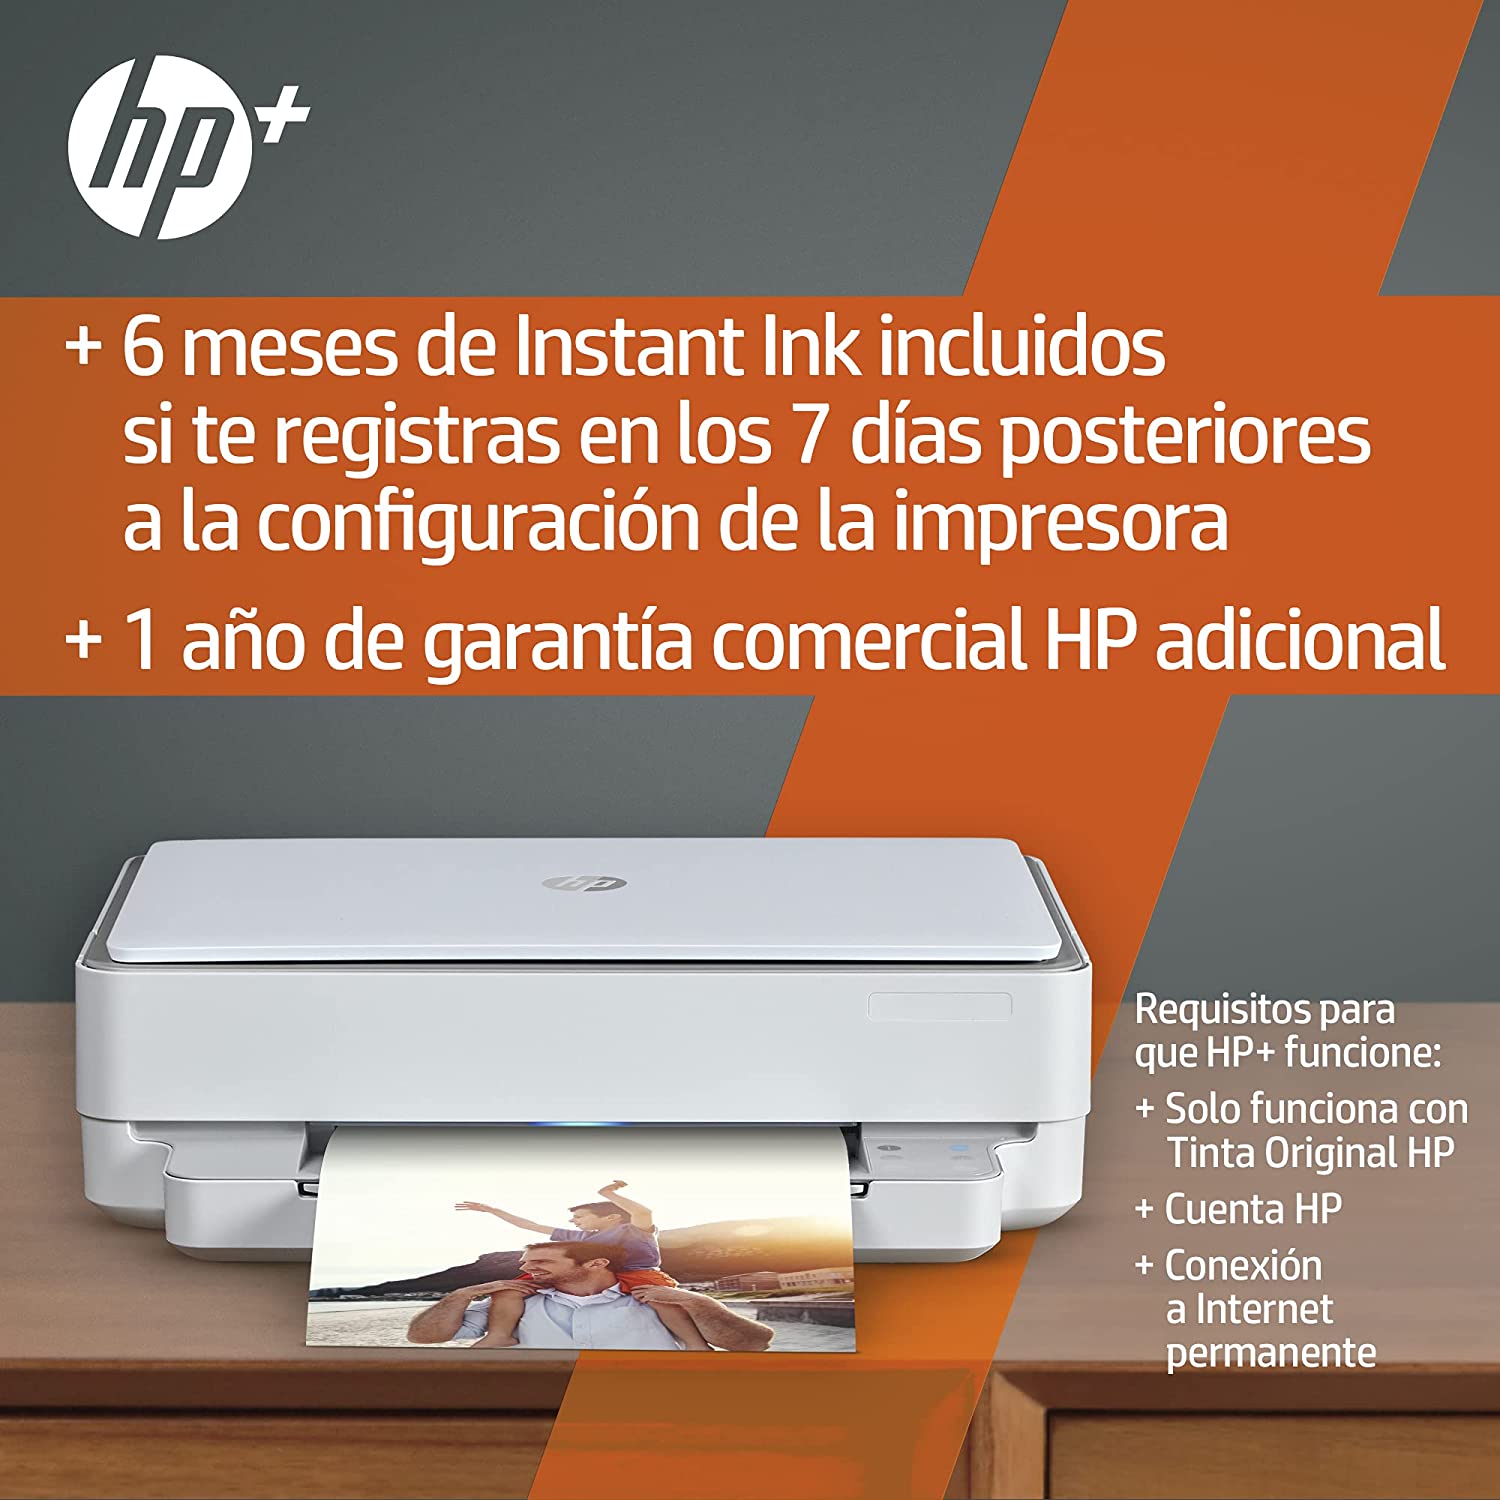 hp+
+ 6 meses de Instant Ink incluidos
si te registras en los 7 días posteriores
a la configuración de la impresora
+ 1 año de garantía comercial HP adicional
hp
Requisitos para
que HP+ funcione:
+ Solo funciona con
Tinta Original HP
+ Cuenta HP
+ Conexión
a Internet
permanente